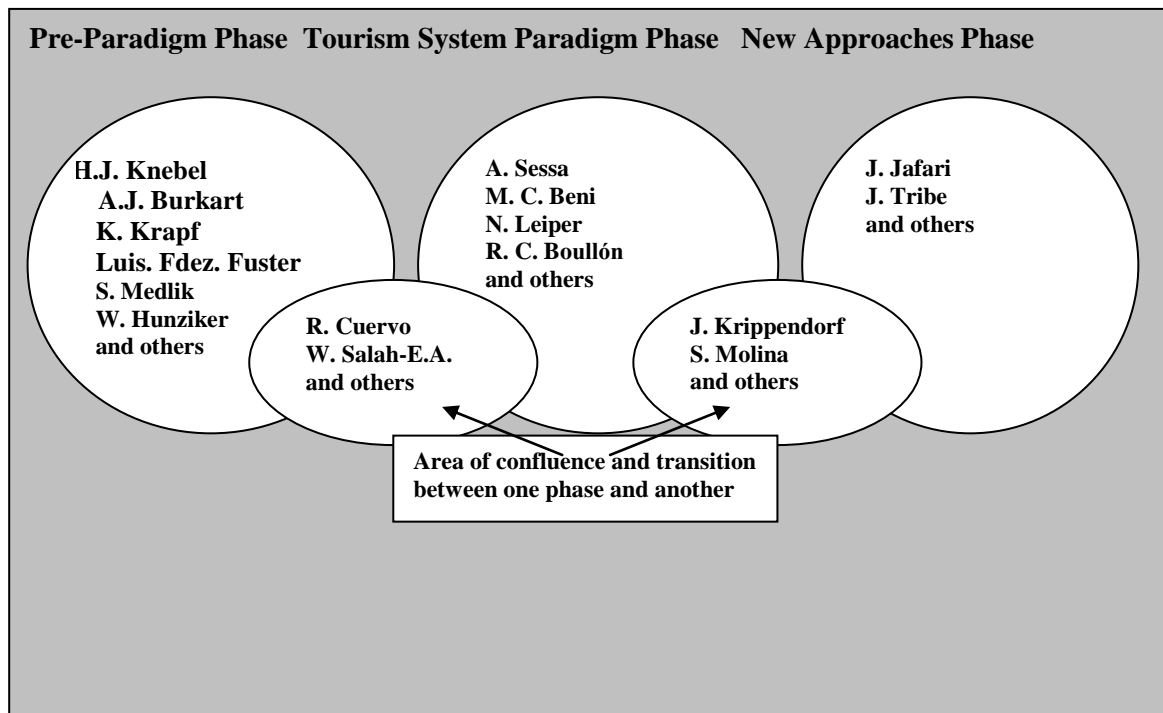 Pre-Paradigm Phase Tourism System Paradigm Phase New Approaches Phase
H.J. Knebel
A.J. Burkart
K. Krapf
Luis. Fdez. Fuster
S. Medlik
W. Hunziker
and others
R. Cuervo
W. Salah-E.A.
and others
A. Sessa
M. C. Beni
N. Leiper
R. C. Boullón
and others
J. Krippendorf
S. Molina
and others
J. Jafari
J. Tribe
and others
Area of confluence and transition
between one phase and another